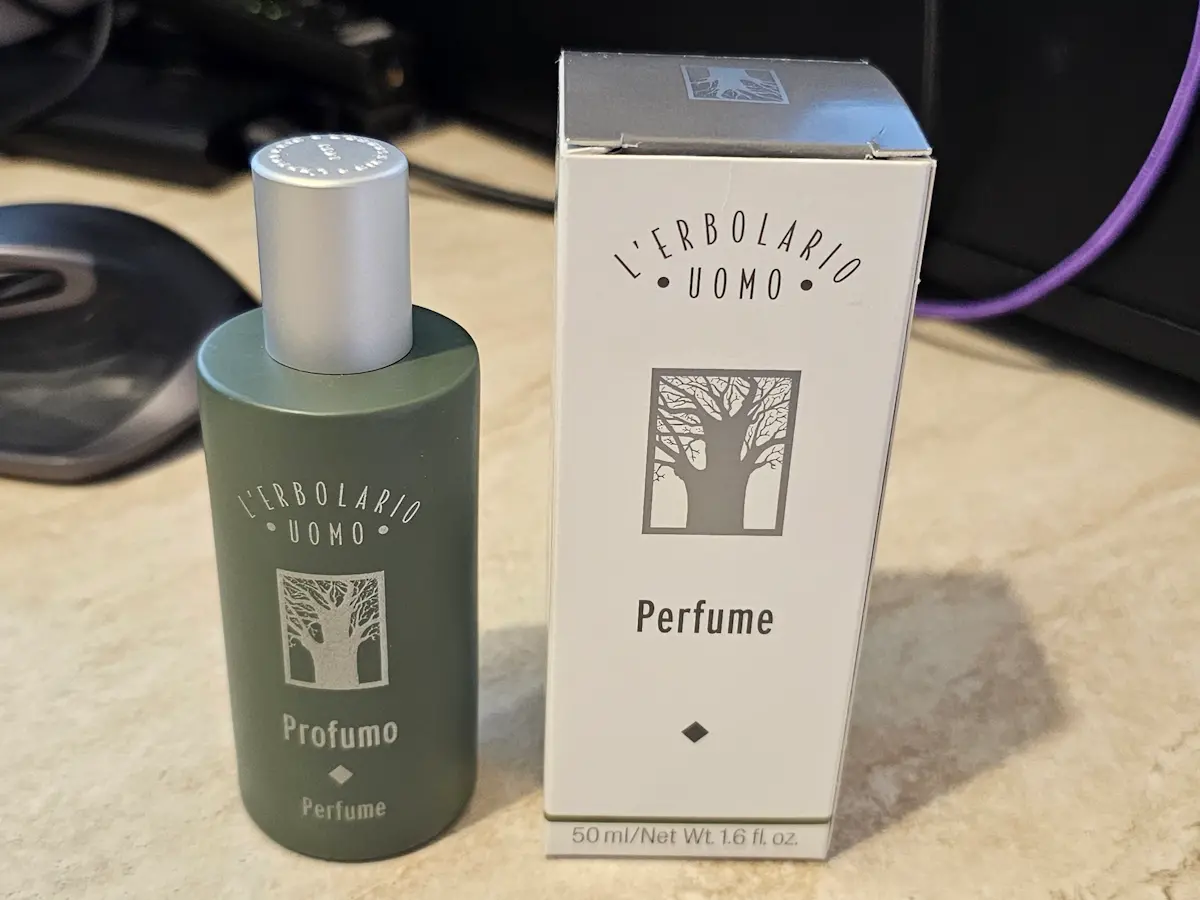 L'ERBOLARIO
• UOMO •
Profumo
Perfume
L'ERBOLARIO
• UOMO •
Perfume
50 ml/Net Wt. 1.6 fl. oz.